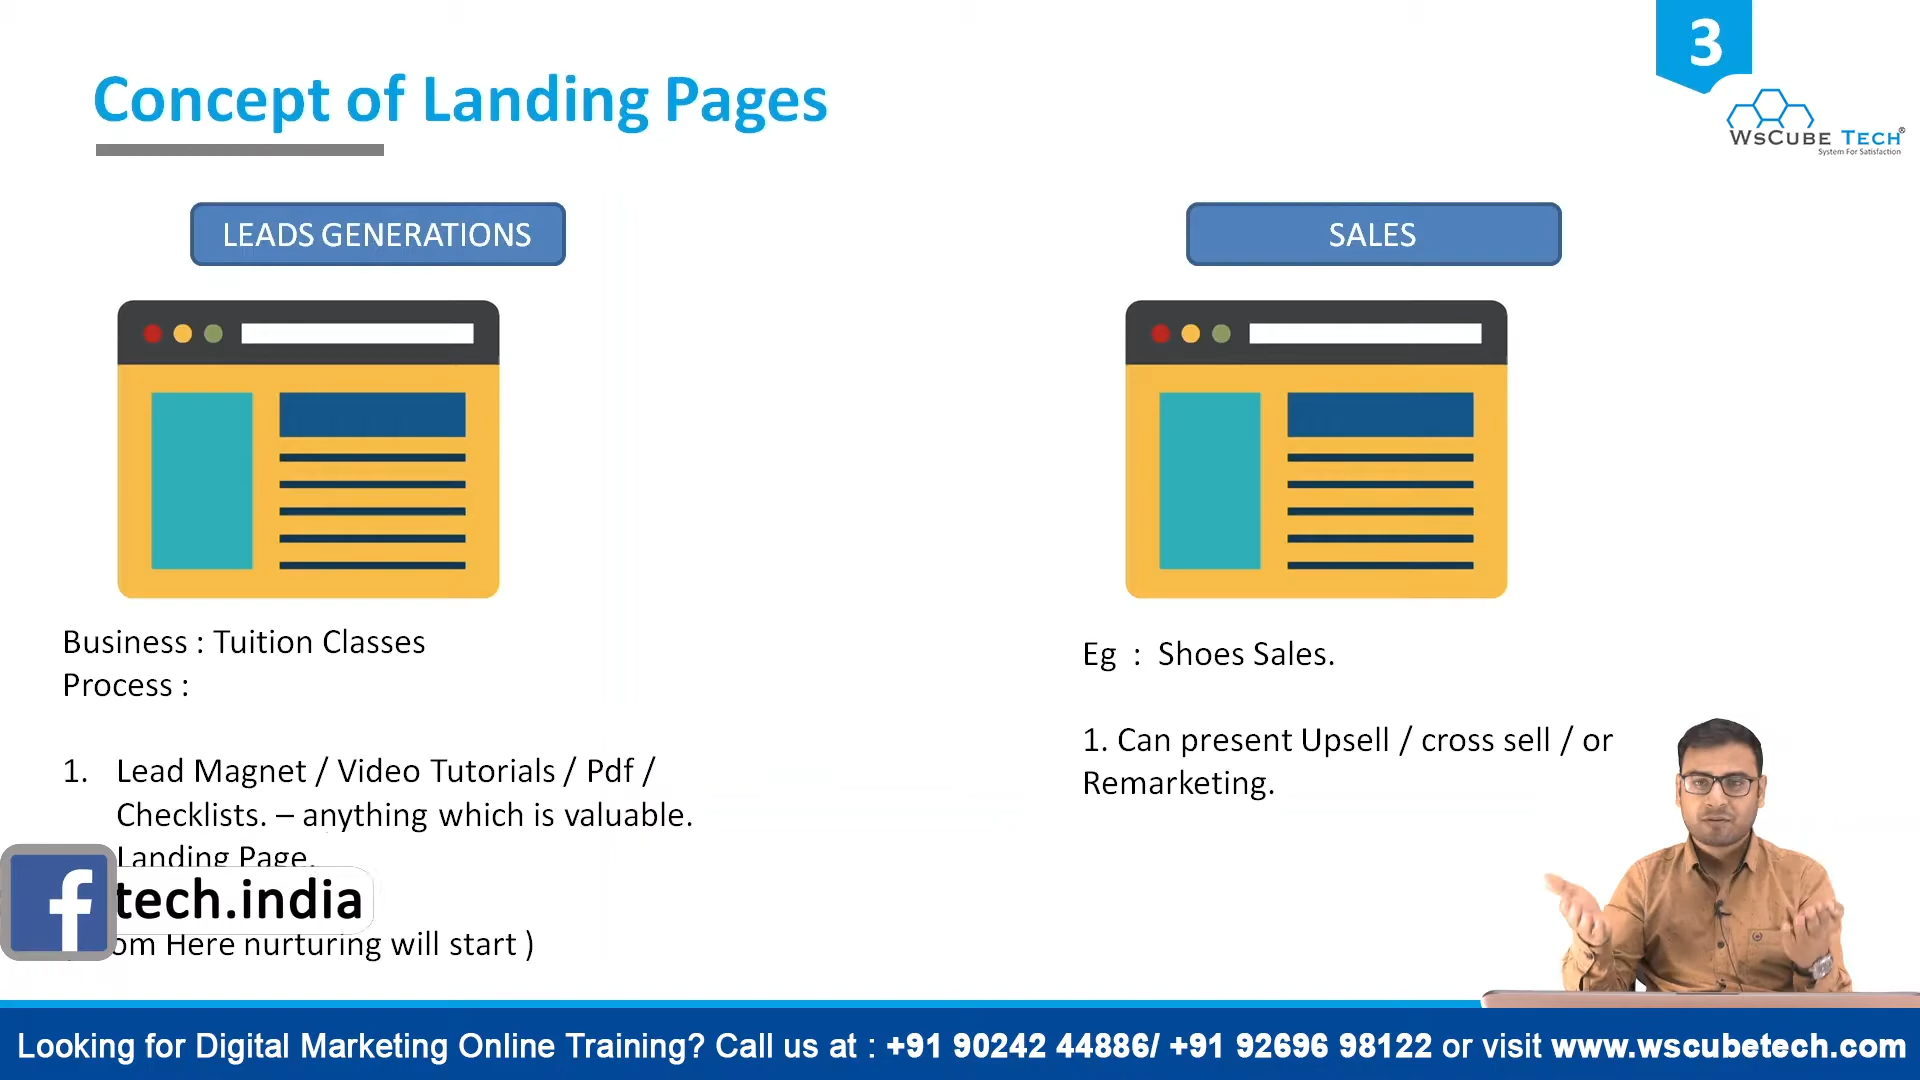 3
Concept of Landing Pages
WSCUBE TECH®
System For Satisfaction
LEADS GENERATIONS
SALES
Business : Tuition Classes
Process :
1. Lead Magnet / Video Tutorials / Pdf /
Checklists. – anything which is valuable.
Landing Page.
tech.india
Here nurturing will start )
Eg : Shoes Sales.
1. Can present Upsell / cross sell / or
Remarketing.
Looking for Digital Marketing Online Training? Call us at : +91 90242 44886/ +91 92696 98122 or visit www.wscubetech.com